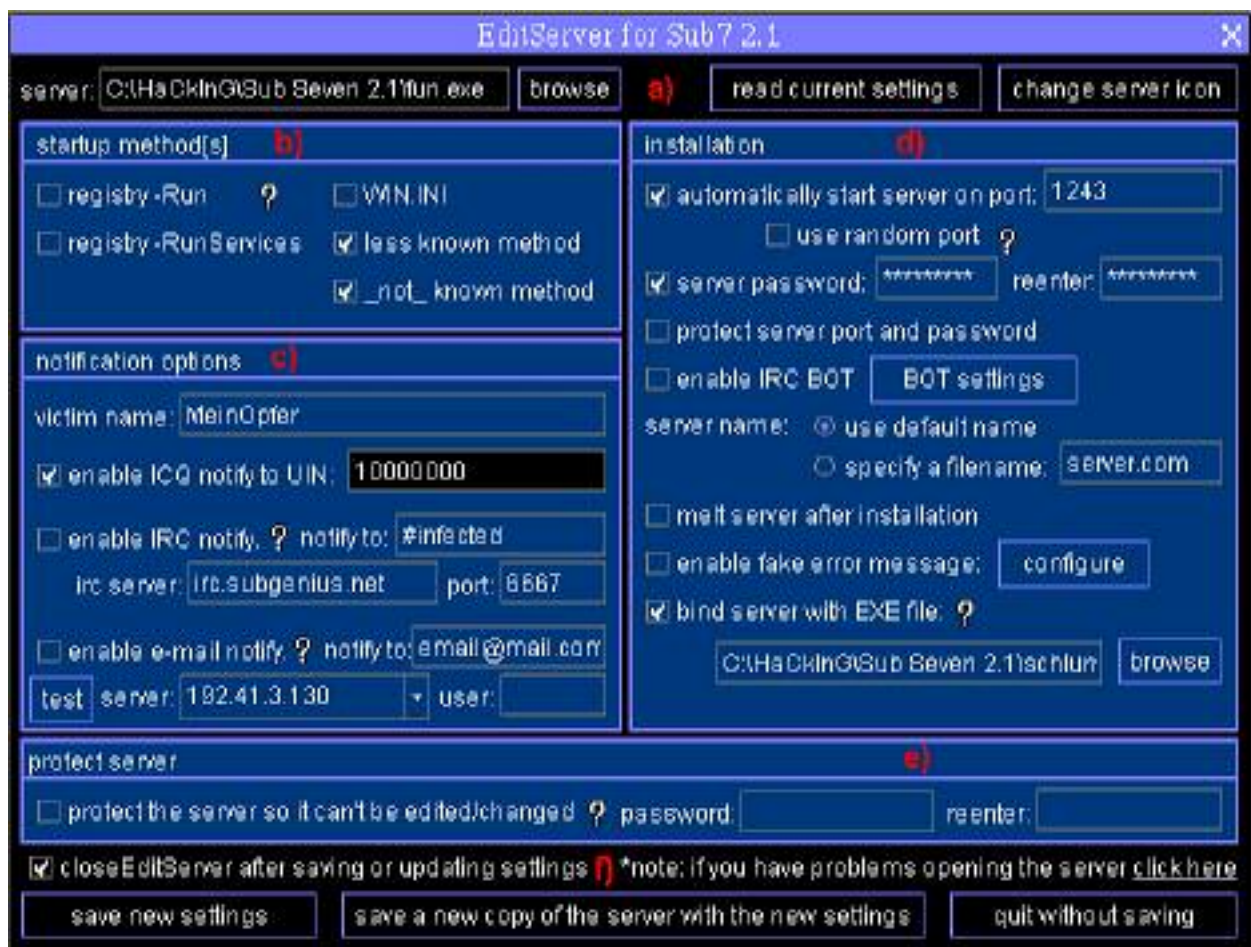 EditServer for Sub7 2.1 X
server: C:\HaCkInG\Sub Seven 2.1\fun.exe browse a) read current settings change server icon
startup method[s] b)
registry -Run ? WIN.INI
registry -RunServices less known method
_not_ known method
notification options c)
victim name: MeinOpfer
enable ICQ notify to UIN: 10000000
enable IRC notify. ? notify to: #infected
irc server: irc.subgenius.net port: 6667
enable e-mail notify. ? notify to: email@mail.com
test server: 192.41.3.130 user:
installation d)
automatically start server on port: 1243
use random port ?
server password: ********* reenter: *********
protect server port and password
enable IRC BOT BOT settings
server name: use default name
specify a filename: server.com
melt server after installation
enable fake error message: configure
bind server with EXE file: ?
C:\HaCkInG\Sub Seven 2.1\schlum browse
protect server e)
protect the server so it can't be edited/changed ? password: reenter:
closeEditServer after saving or updating settings f) *note: if you have problems opening the server click here
save new settings save a new copy of the server with the new settings quit without saving